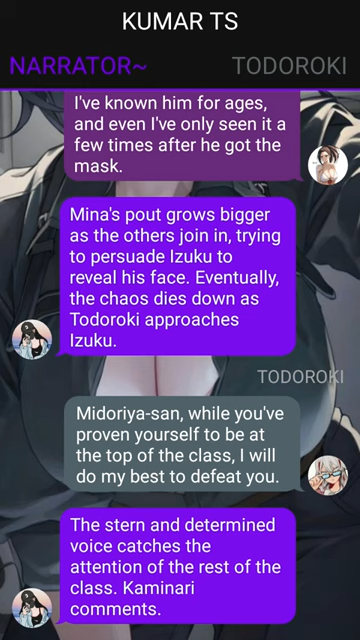 KUMAR TS
NARRATOR~ TODOROKI
I've known him for ages,
and even I've only seen it a
few times after he got the
mask.
Mina's pout grows bigger
as the others join in, trying
to persuade Izuku to
reveal his face. Eventually,
the chaos dies down as
Todoroki approaches
Izuku.
TODOROKI
Midoriya-san, while you've
proven yourself to be at
the top of the class, I will
do my best to defeat you.
The stern and determined
voice catches the
attention of the rest of the
class. Kaminari
comments.